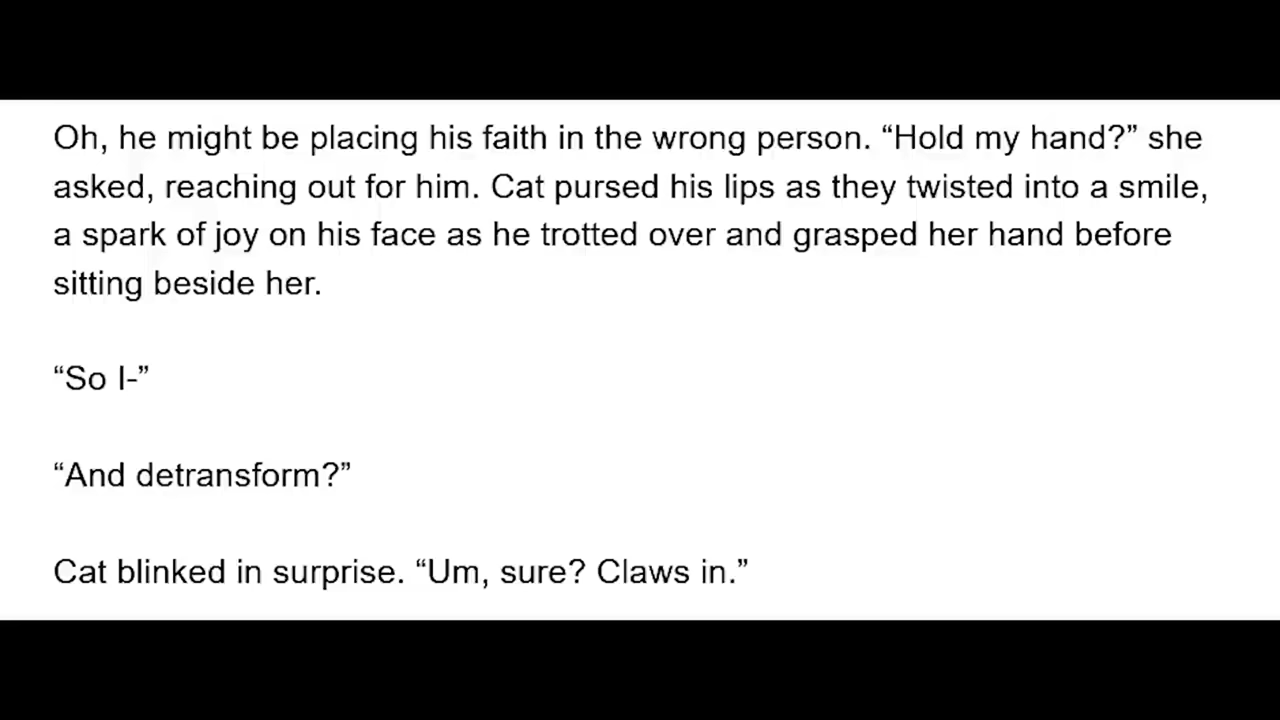 Oh, he might be placing his faith in the wrong person. “Hold my hand?” she
asked, reaching out for him. Cat pursed his lips as they twisted into a smile,
a spark of joy on his face as he trotted over and grasped her hand before
sitting beside her.
“So I-”
“And detransform?”
Cat blinked in surprise. “Um, sure? Claws in.”